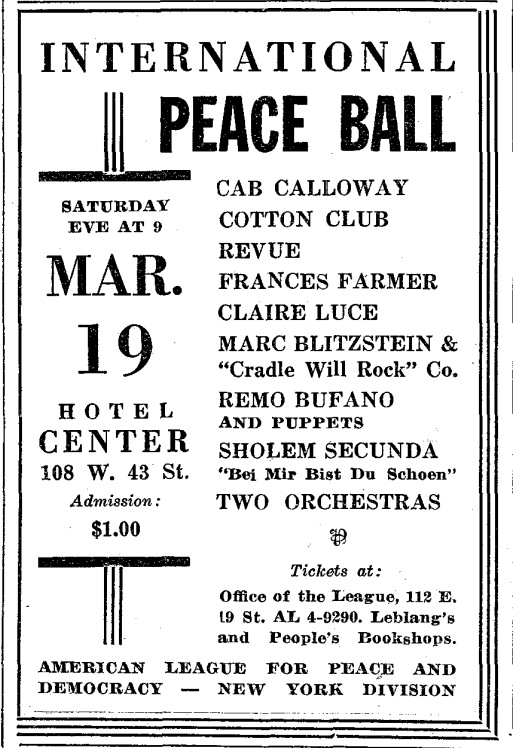 INTERNATIONAL
PEACE BALL
SATURDAY
EVE AT 9
MAR.
19
HOTEL
CENTER
108 W. 43 St.
Admission:
$1.00
CAB CALLOWAY
COTTON CLUB
REVUE
FRANCES FARMER
CLAIRE LUCE
MARC BLITZSTEIN &
"Cradle Will Rock" Co.
REMO BUFANO
AND PUPPETS
SHOLEM SECUNDA
"Bei Mir Bist Du Schoen"
TWO ORCHESTRAS
Tickets at:
Office of the League, 112 E.
19 St. AL 4-9290. Leblang's
and People's Bookshops.
AMERICAN LEAGUE FOR PEACE AND
DEMOCRACY — NEW YORK DIVISION